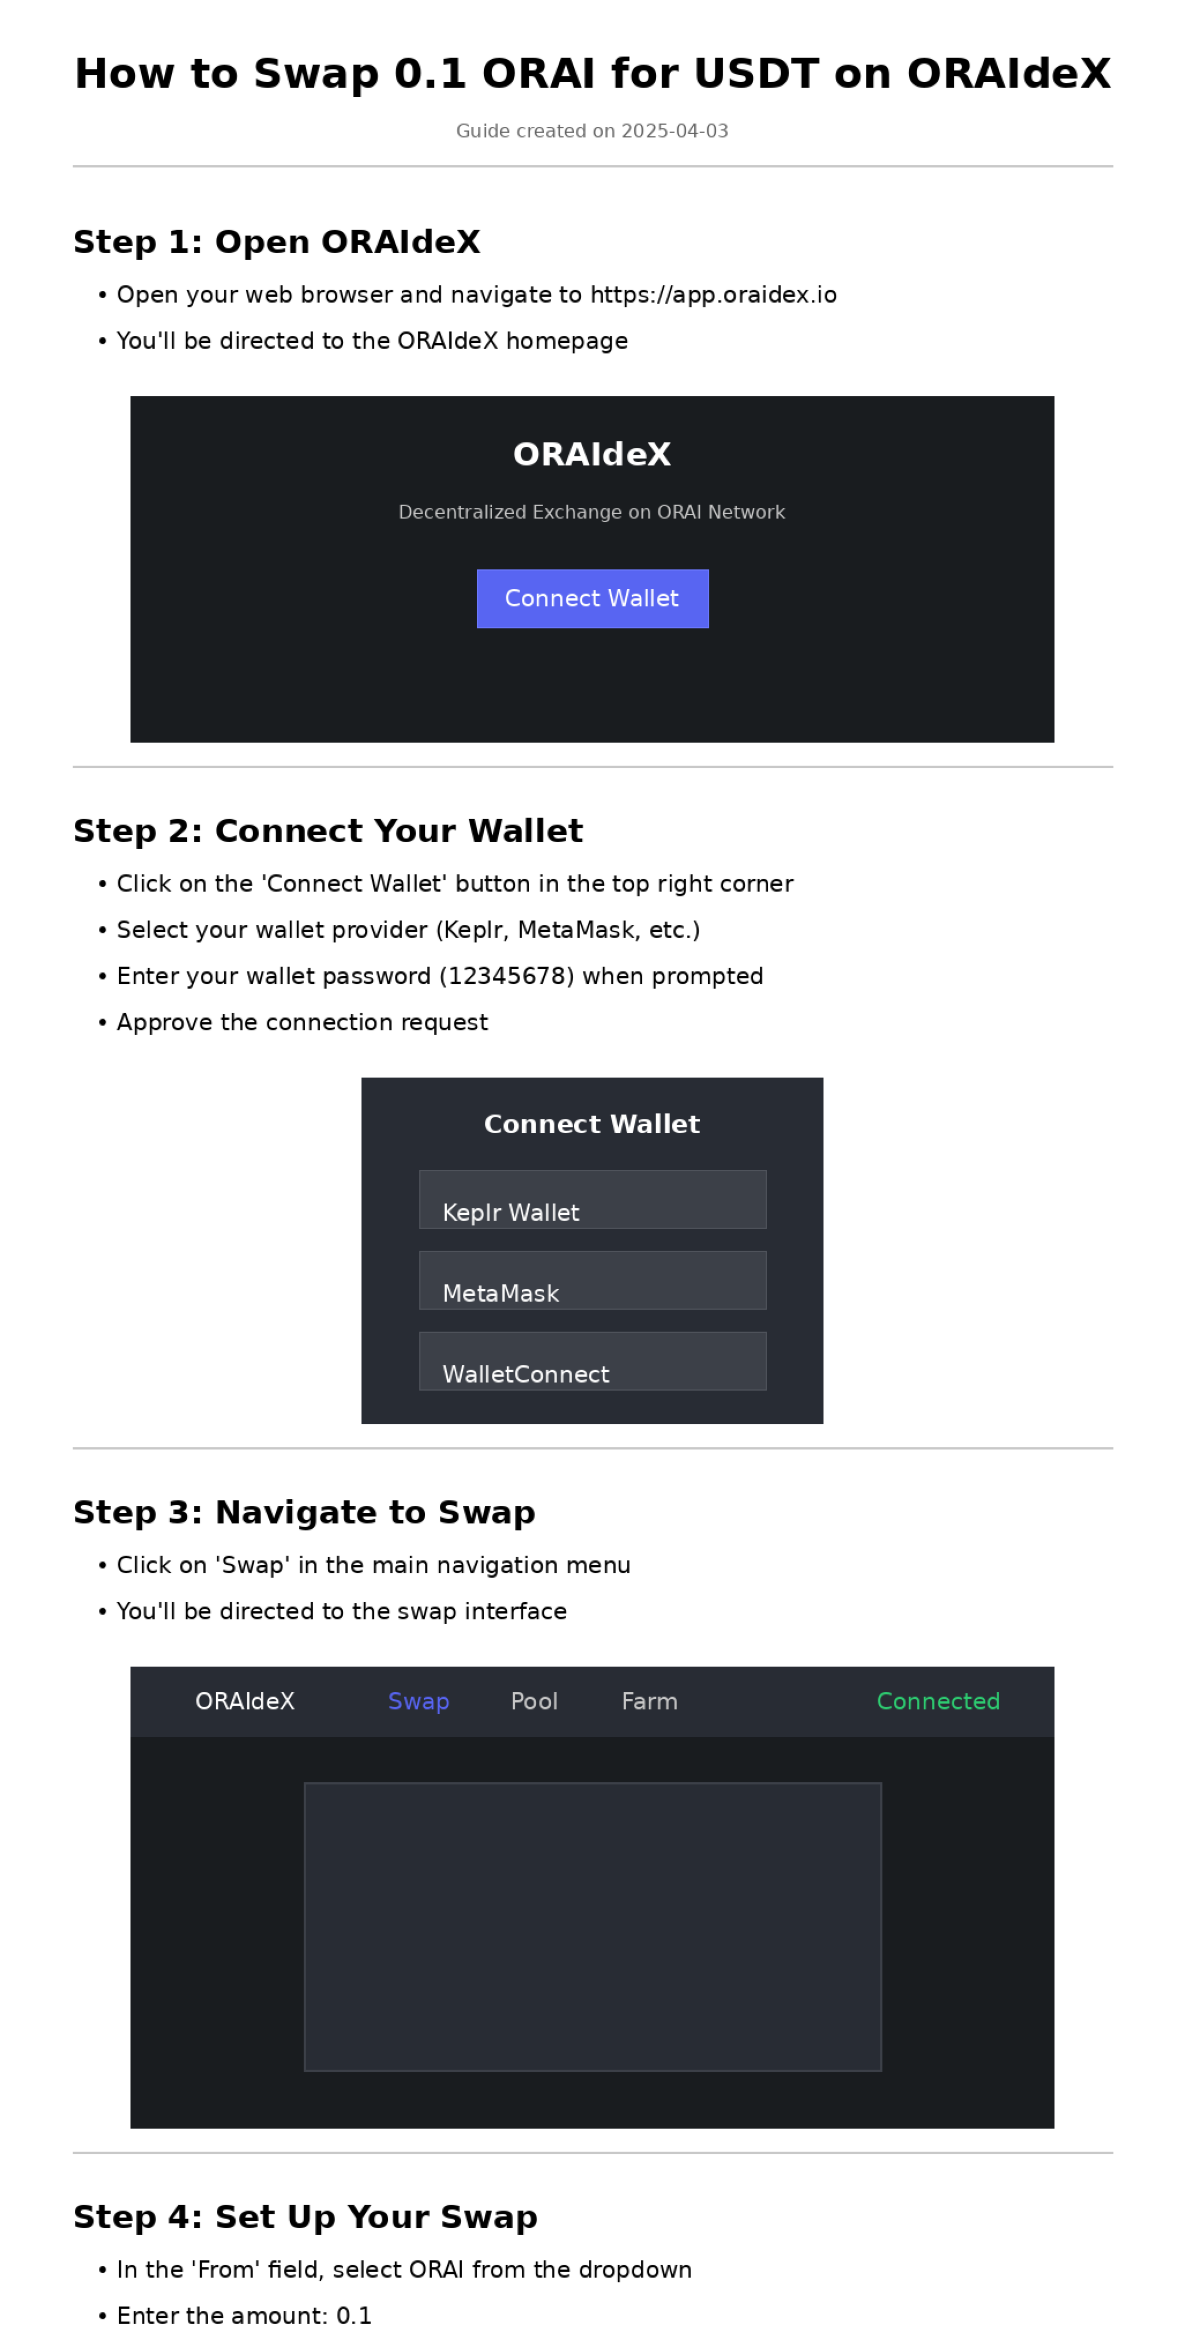 How to Swap 0.1 ORAI for USDT on ORAIdeX
Guide created on 2025-04-03
Step 1: Open ORAIdeX
• Open your web browser and navigate to https://app.oraidex.io
• You'll be directed to the ORAIdeX homepage
ORAIdeX
Decentralized Exchange on ORAI Network
Connect Wallet
Step 2: Connect Your Wallet
• Click on the 'Connect Wallet' button in the top right corner
• Select your wallet provider (Keplr, MetaMask, etc.)
• Enter your wallet password (12345678) when prompted
• Approve the connection request
Connect Wallet
Keplr Wallet
MetaMask
WalletConnect
Step 3: Navigate to Swap
• Click on 'Swap' in the main navigation menu
• You'll be directed to the swap interface
ORAIdeX Swap Pool Farm Connected
Step 4: Set Up Your Swap
• In the 'From' field, select ORAI from the dropdown
• Enter the amount: 0.1